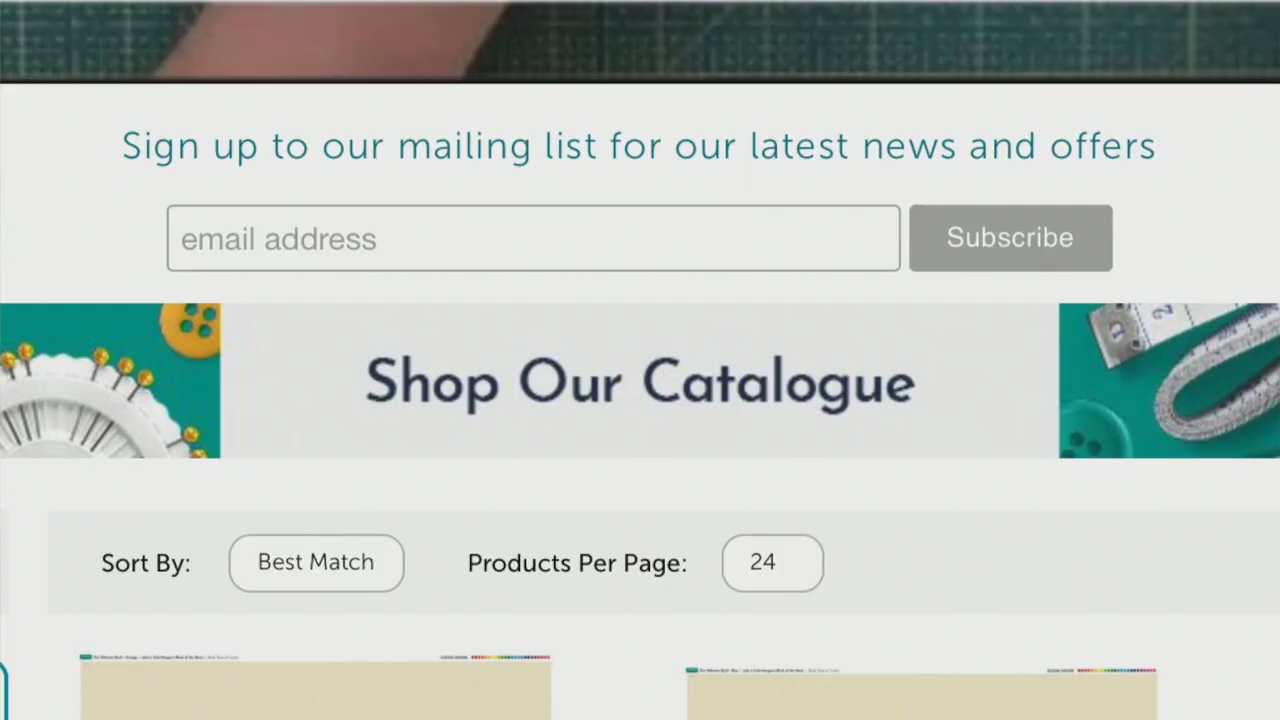 Sign up to our mailing list for our latest news and offers
email address
Subscribe
Shop Our Catalogue
Sort By:
Best Match
Products Per Page:
24